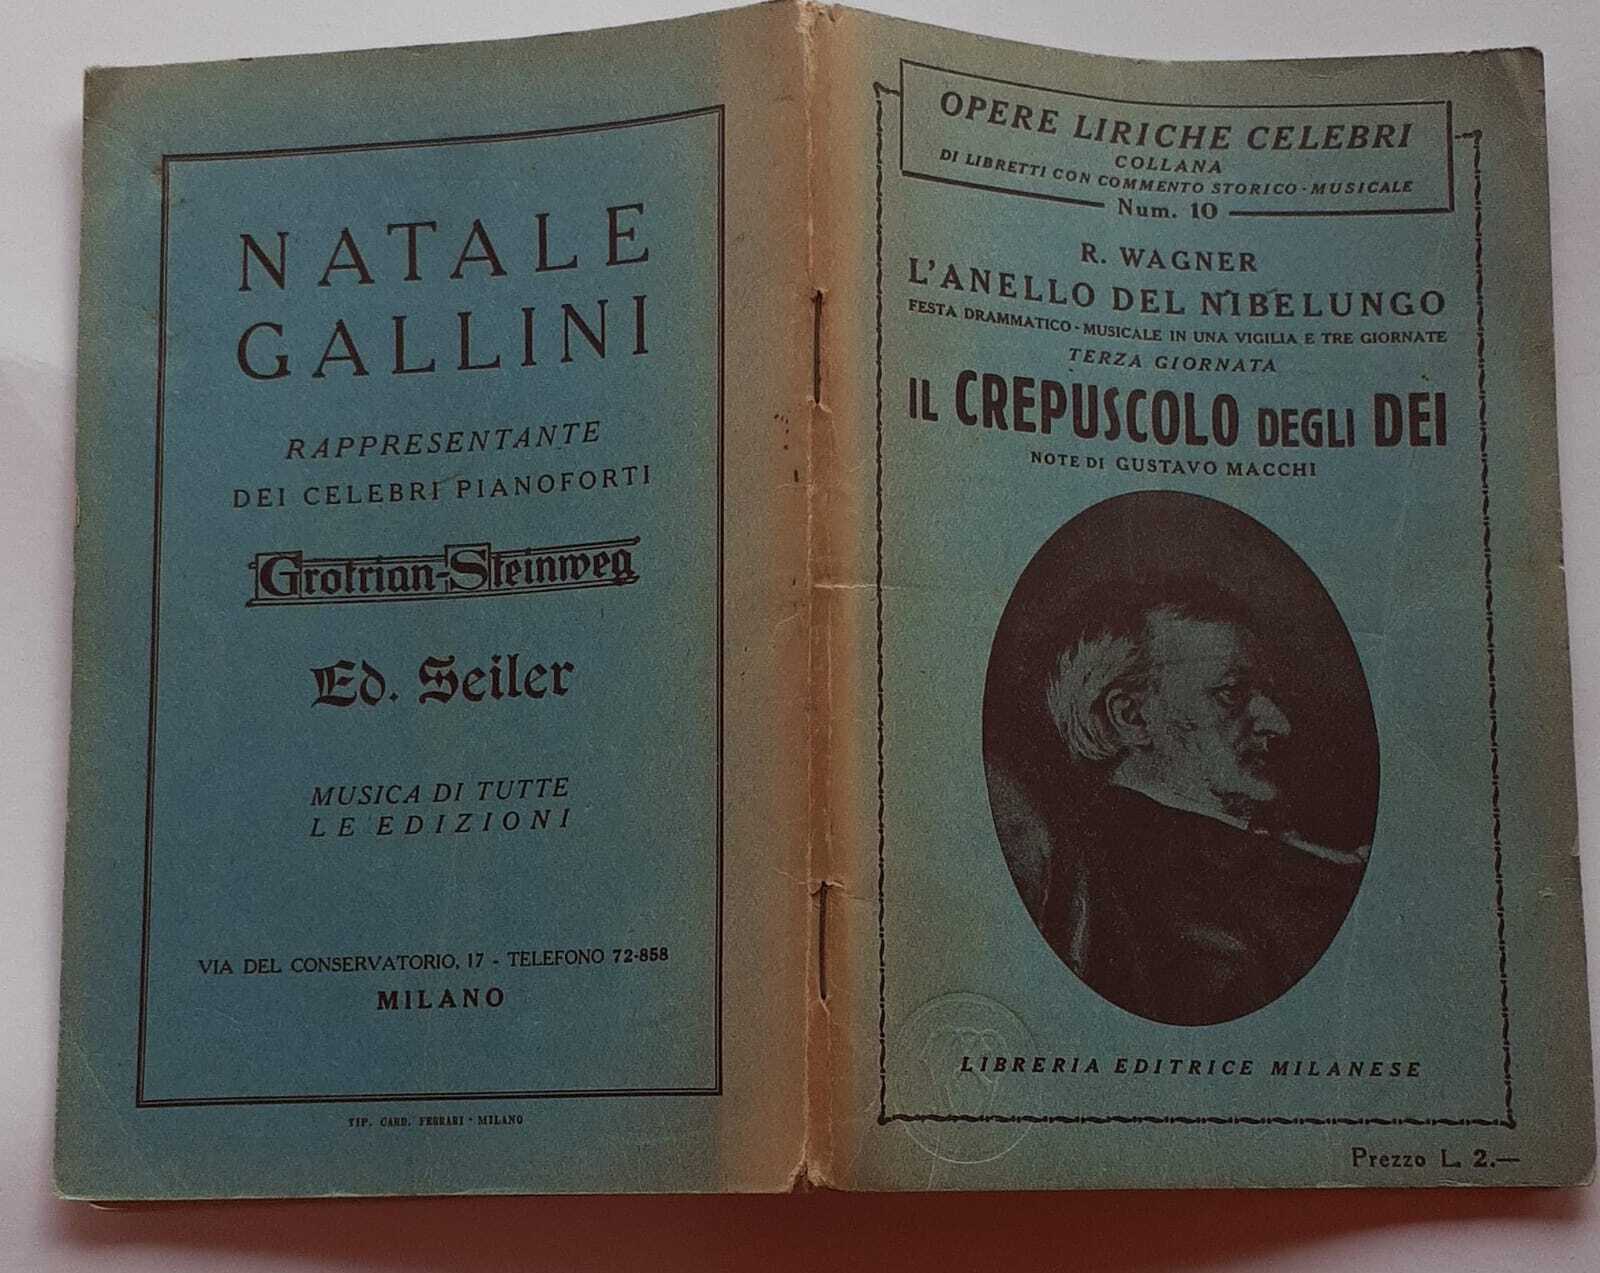 NATALE
GALLINI
RAPPRESENTANTE
DEI CELEBRI PIANOFORTI
Grotrian-Steinweg
Ed. Seiler
MUSICA DI TUTTE
LE EDIZIONI
VIA DEL CONSERVATORIO, 17 - TELEFONO 72-858
MILANO
TIP. CARD. FERRARI - MILANO
OPERE LIRICHE CELEBRI
COLLANA
DI LIBRETTI CON COMMENTO STORICO-MUSICALE
Num. 10
R. WAGNER
L'ANELLO DEL NIBELUNGO
FESTA DRAMMATICO-MUSICALE IN UNA VIGILIA E TRE GIORNATE
TERZA GIORNATA
IL CREPUSCOLO DEGLI DEI
NOTE DI GUSTAVO MACCHI
LIBRERIA EDITRICE MILANESE
Prezzo L. 2.—